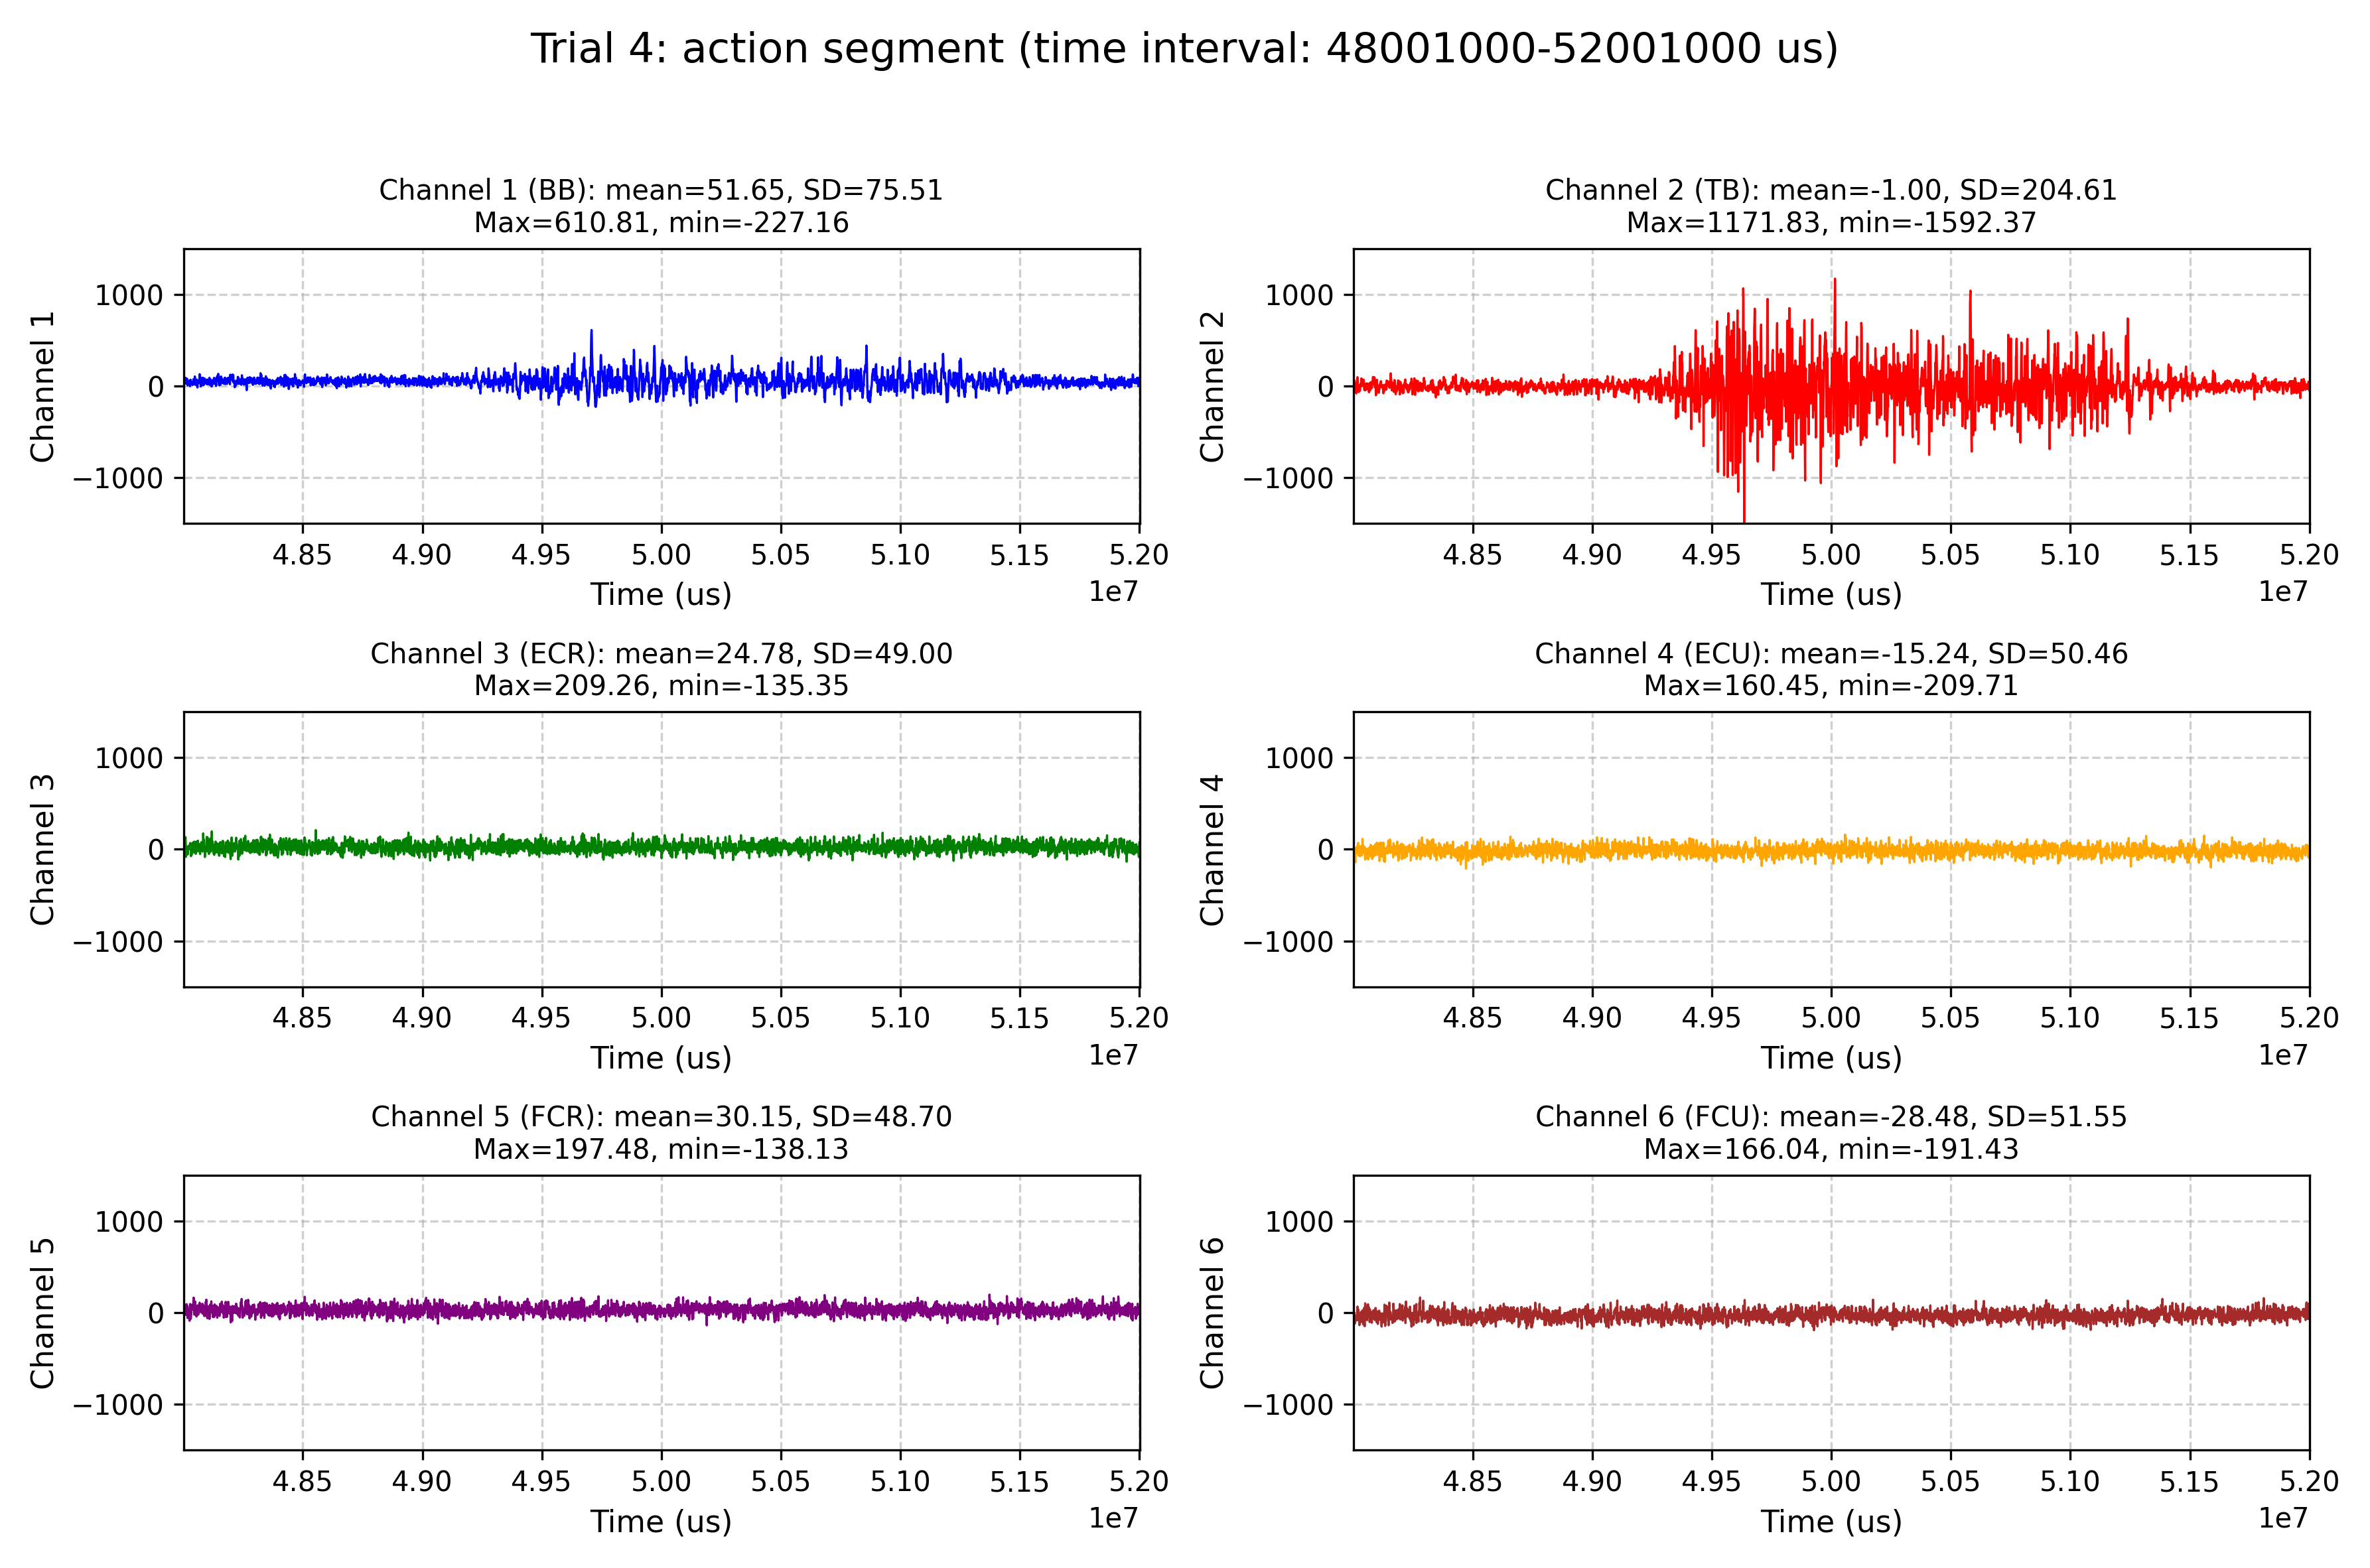 Trial 4: action segment (time interval: 48001000-52001000 us)
Channel 1 (BB): mean=51.65, SD=75.51
Max=610.81, min=-227.16
Channel 1
1000
0
−1000
4.85 4.90 4.95 5.00 5.05 5.10 5.15 5.20
1e7
Time (us)
Channel 2 (TB): mean=-1.00, SD=204.61
Max=1171.83, min=-1592.37
Channel 2
1000
0
−1000
4.85 4.90 4.95 5.00 5.05 5.10 5.15 5.20
1e7
Time (us)
Channel 3 (ECR): mean=24.78, SD=49.00
Max=209.26, min=-135.35
Channel 3
1000
0
−1000
4.85 4.90 4.95 5.00 5.05 5.10 5.15 5.20
1e7
Time (us)
Channel 4 (ECU): mean=-15.24, SD=50.46
Max=160.45, min=-209.71
Channel 4
1000
0
−1000
4.85 4.90 4.95 5.00 5.05 5.10 5.15 5.20
1e7
Time (us)
Channel 5 (FCR): mean=30.15, SD=48.70
Max=197.48, min=-138.13
Channel 5
1000
0
−1000
4.85 4.90 4.95 5.00 5.05 5.10 5.15 5.20
1e7
Time (us)
Channel 6 (FCU): mean=-28.48, SD=51.55
Max=166.04, min=-191.43
Channel 6
1000
0
−1000
4.85 4.90 4.95 5.00 5.05 5.10 5.15 5.20
1e7
Time (us)